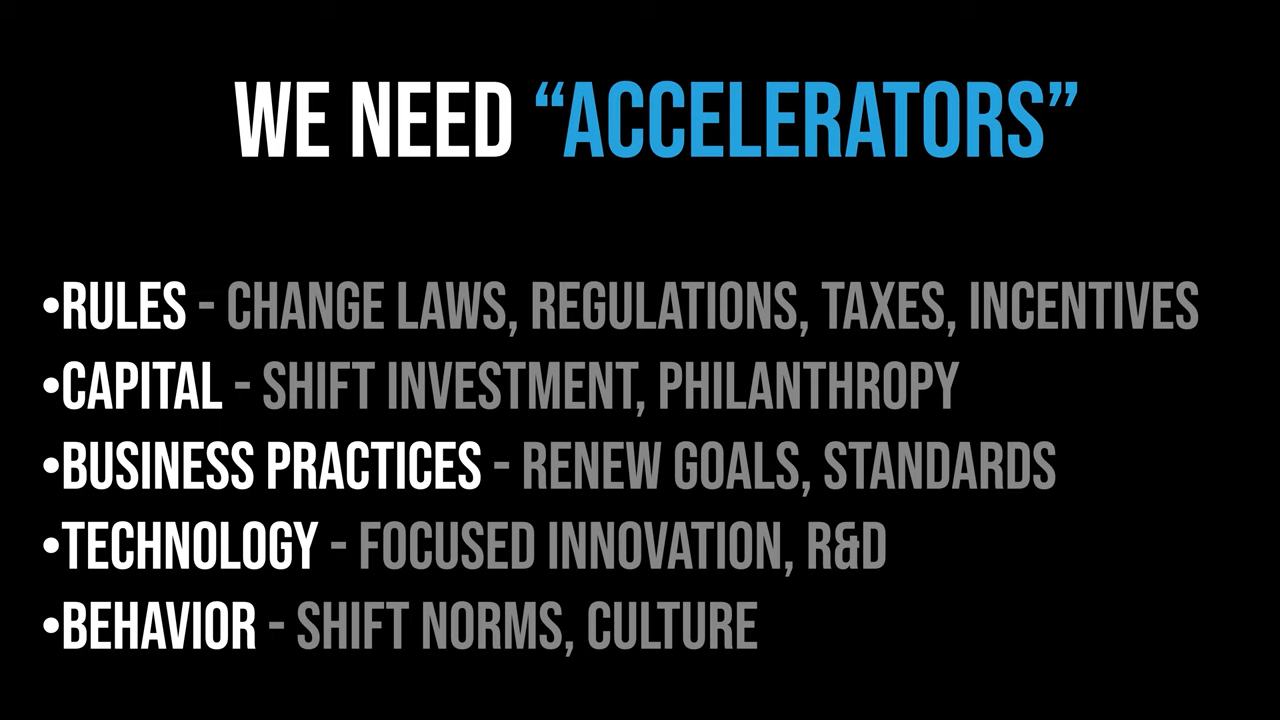 WE NEED “ACCELERATORS”
•RULES - CHANGE LAWS, REGULATIONS, TAXES, INCENTIVES
•CAPITAL - SHIFT INVESTMENT, PHILANTHROPY
•BUSINESS PRACTICES - RENEW GOALS, STANDARDS
•TECHNOLOGY - FOCUSED INNOVATION, R&D
•BEHAVIOR - SHIFT NORMS, CULTURE